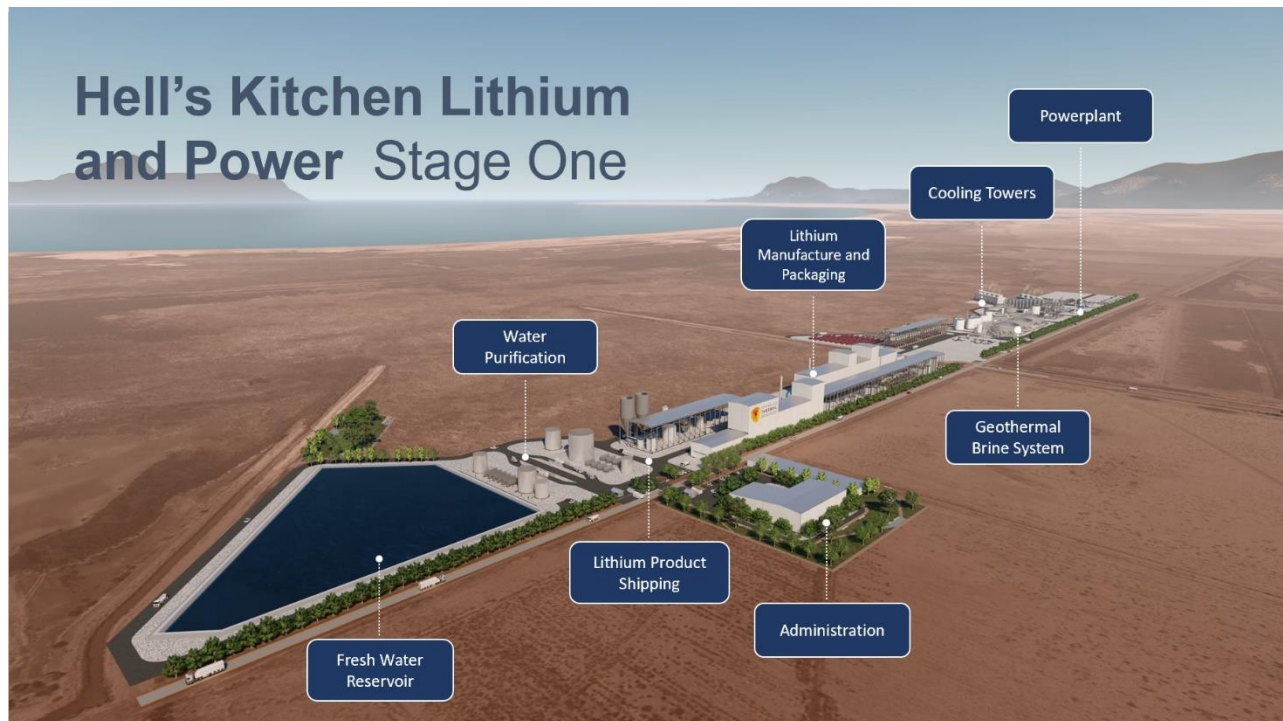 Hell’s Kitchen Lithium
and Power Stage One
Powerplant
Cooling Towers
Lithium
Manufacture and
Packaging
Water
Purification
Geothermal
Brine System
Lithium Product
Shipping
Administration
Fresh Water
Reservoir